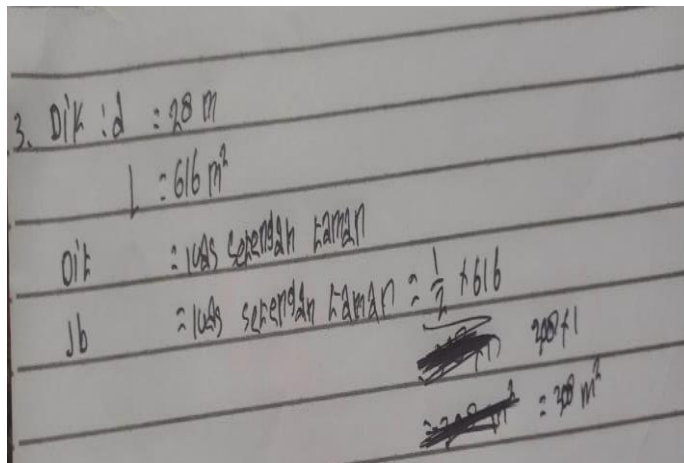 3. Dik : d = 28 m
L = 616 m²
Dit = luas setengah taman
Jb = luas setengah taman = 1/2 × 616
308 × 1
= 308 m²